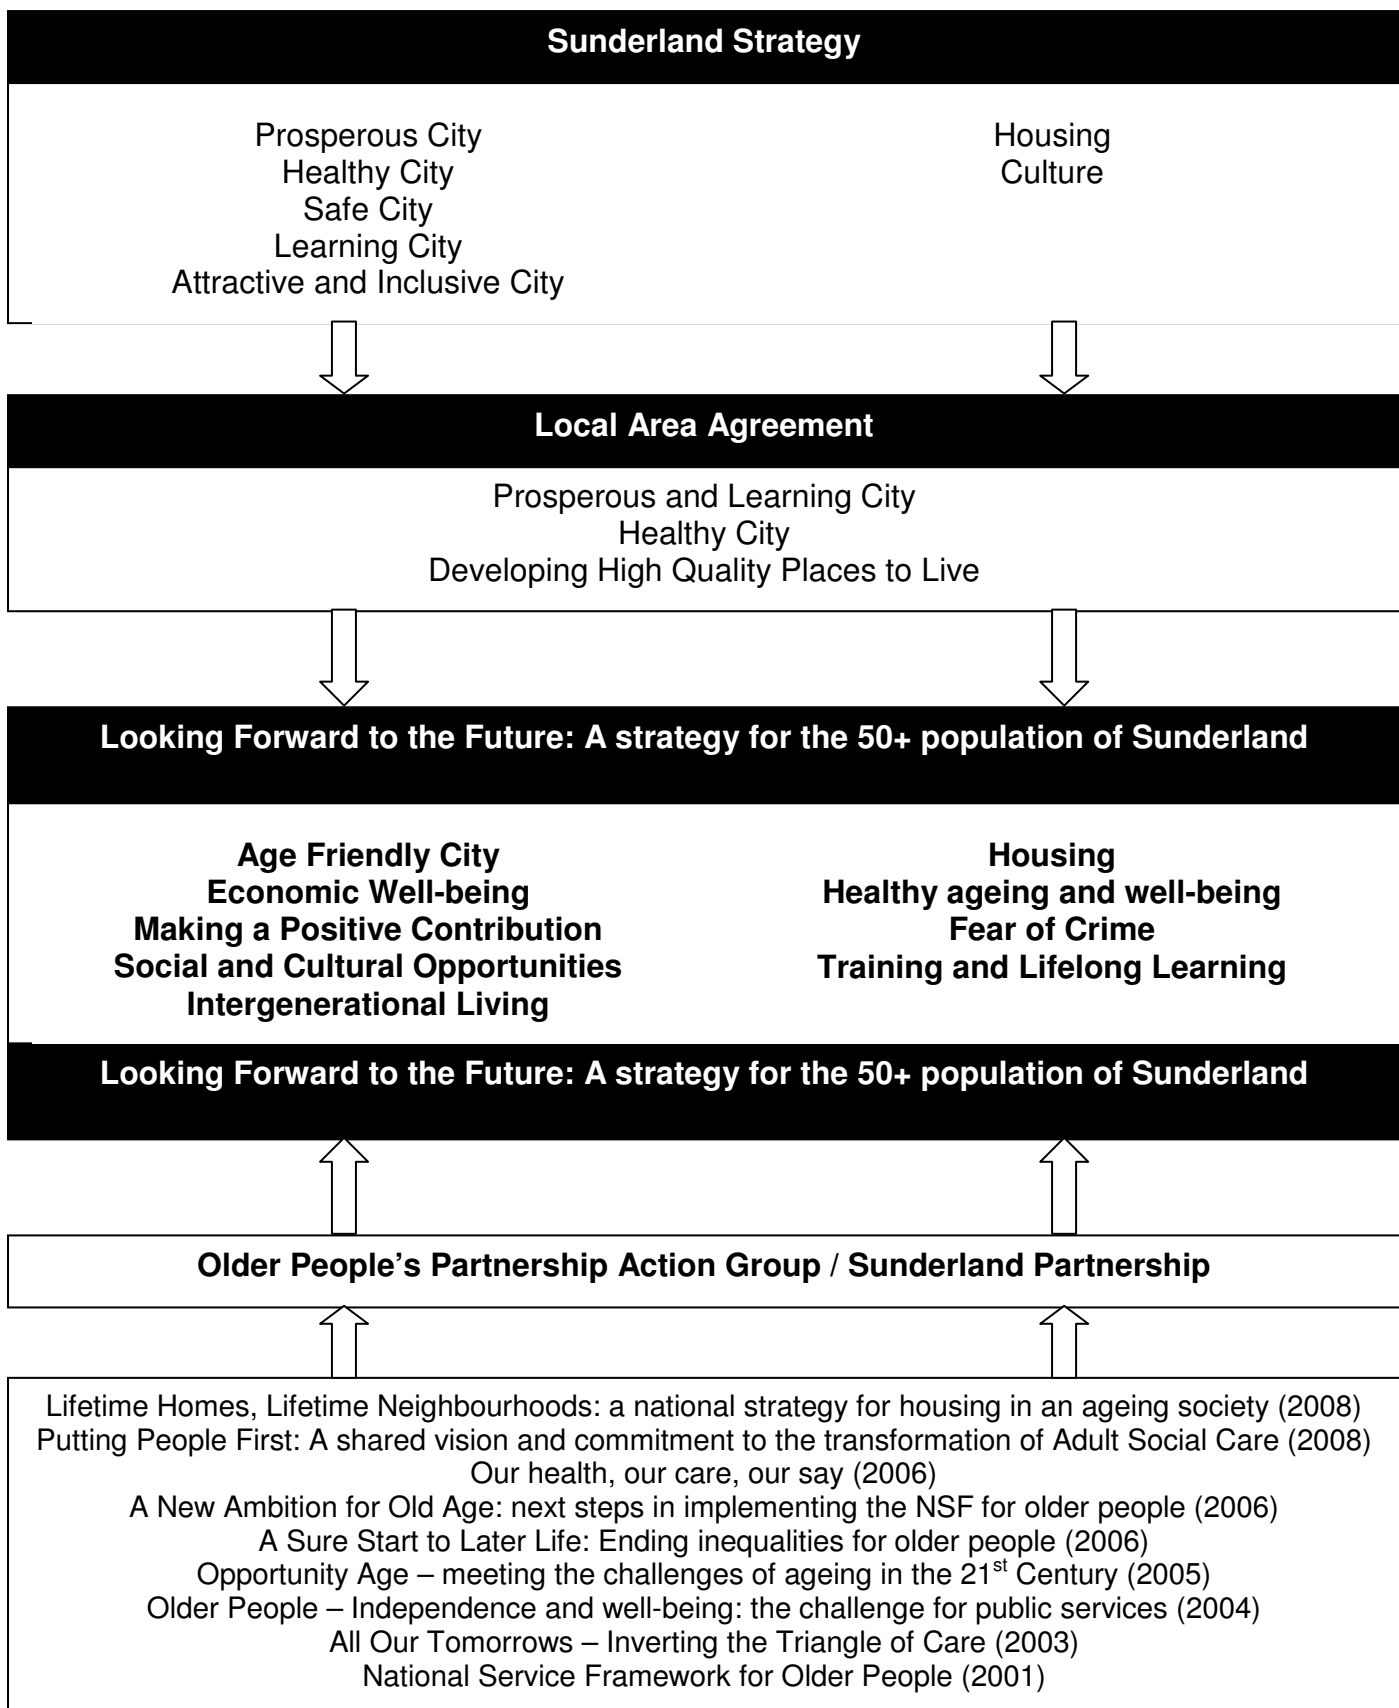 Sunderland Strategy
Prosperous City
Healthy City
Safe City
Learning City
Attractive and Inclusive City
Housing
Culture
Local Area Agreement
Prosperous and Learning City
Healthy City
Developing High Quality Places to Live
Looking Forward to the Future: A strategy for the 50+ population of Sunderland
Age Friendly City
Economic Well-being
Making a Positive Contribution
Social and Cultural Opportunities
Intergenerational Living
Housing
Healthy ageing and well-being
Fear of Crime
Training and Lifelong Learning
Looking Forward to the Future: A strategy for the 50+ population of Sunderland
Older People’s Partnership Action Group / Sunderland Partnership
Lifetime Homes, Lifetime Neighbourhoods: a national strategy for housing in an ageing society (2008)
Putting People First: A shared vision and commitment to the transformation of Adult Social Care (2008)
Our health, our care, our say (2006)
A New Ambition for Old Age: next steps in implementing the NSF for older people (2006)
A Sure Start to Later Life: Ending inequalities for older people (2006)
Opportunity Age – meeting the challenges of ageing in the 21st Century (2005)
Older People – Independence and well-being: the challenge for public services (2004)
All Our Tomorrows – Inverting the Triangle of Care (2003)
National Service Framework for Older People (2001)